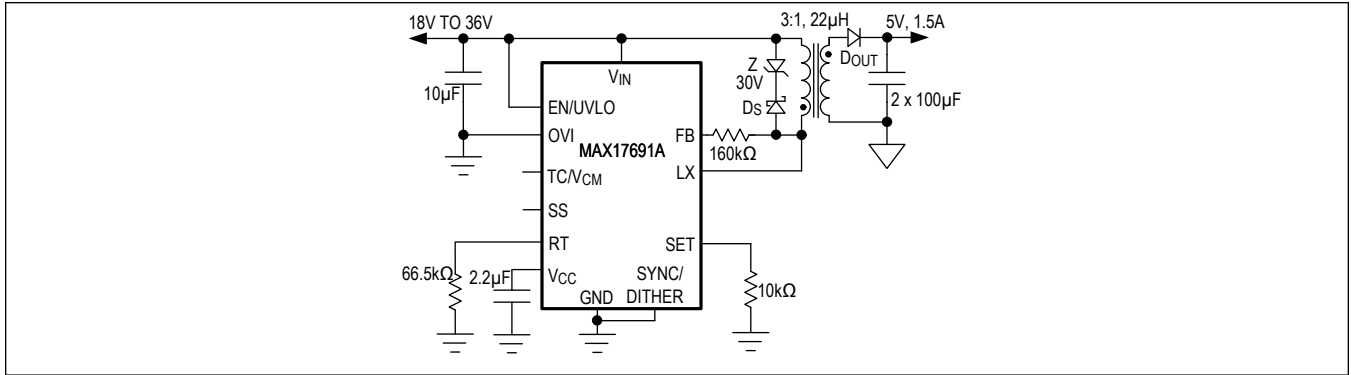 18V TO 36V
3:1, 22µH
5V, 1.5A
10µF
VIN
Z
30V
DS
DOUT
2 x 100µF
EN/UVLO
OVI
MAX17691A
FB
160kΩ
LX
TC/VCM
SS
RT
SET
66.5kΩ
2.2µF
VCC
SYNC/
DITHER
GND
10kΩ